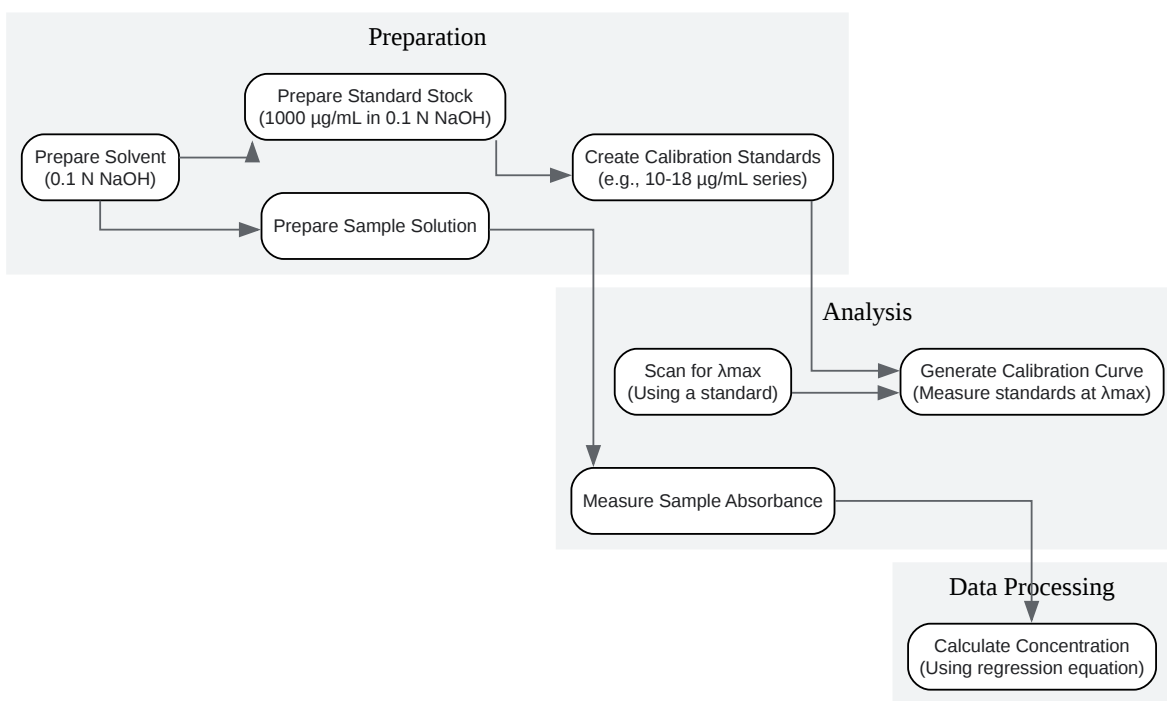 Preparation
Prepare Standard Stock
(1000 µg/mL in 0.1 N NaOH)
Prepare Solvent
(0.1 N NaOH)
Create Calibration Standards
(e.g., 10-18 µg/mL series)
Prepare Sample Solution
Analysis
Scan for λmax
(Using a standard)
Generate Calibration Curve
(Measure standards at λmax)
Measure Sample Absorbance
Data Processing
Calculate Concentration
(Using regression equation)